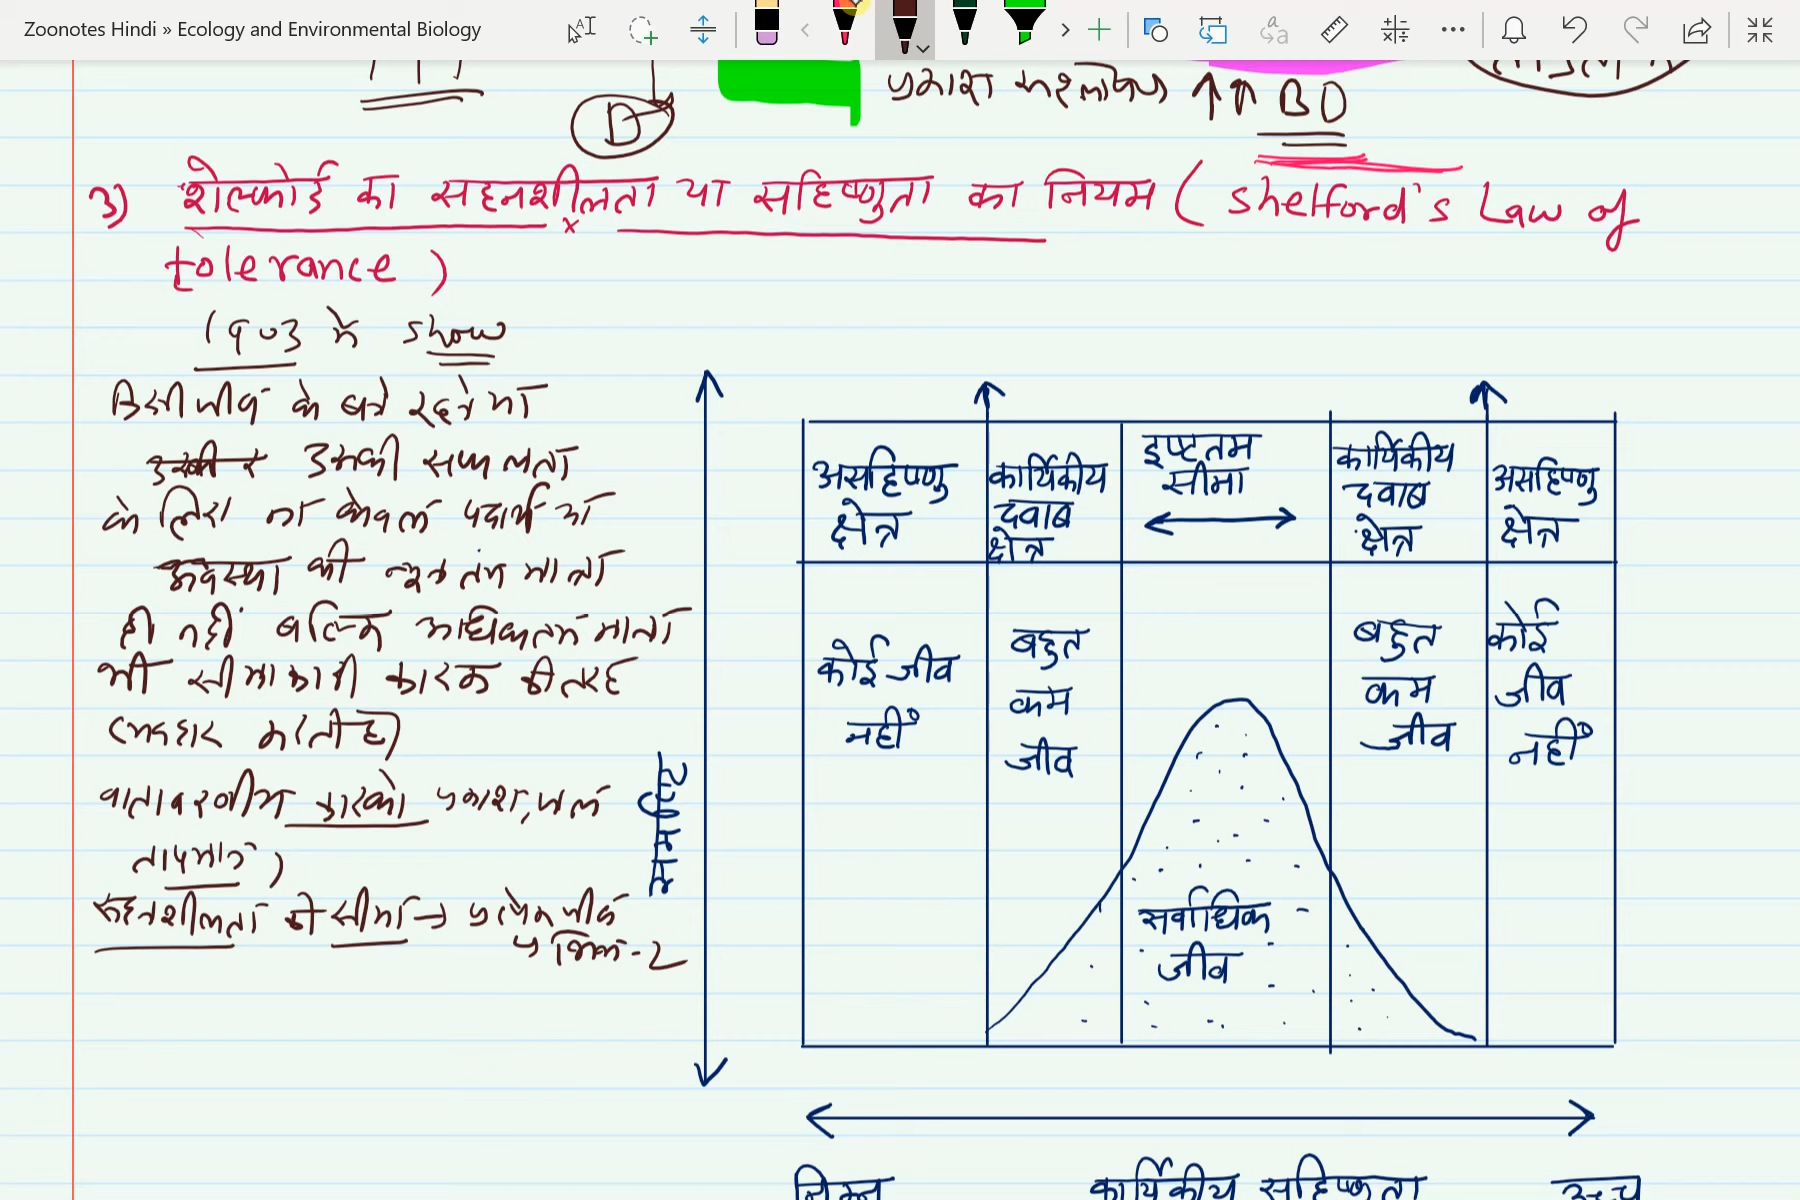 Zoonotes Hindi » Ecology and Environmental Biology
↑↑ BD
D
3) शेल्फोर्ड का सहनशीलता या सहिष्णुता का नियम ( Shelford's Law of
tolerance )
1903 में show
किसी जीव के बने रहने या
उसकी सफलता
के लिए ना केवल पदार्थ या
अवस्था की न्यूनतम मात्रा
ही नहीं बल्कि अधिकतम मात्रा
भी सीमाकारी कारक की तरह
व्यवहार करती है)
वातावरणीय कारको प्रकाश, जल
तापमान )
सहनशीलता की सीमा → प्रत्येक जीव
भिन्न-2
असहिष्णु क्षेत्र
कार्यिकीय दवाब क्षेत्र
इष्टतम सीमा
कार्यिकीय दवाब क्षेत्र
असहिष्णु क्षेत्र
कोई जीव नहीं
बहुत कम जीव
सर्वाधिक जीव
बहुत कम जीव
कोई जीव नहीं
निम्न कार्यिकीय सहिष्णुता उच्च